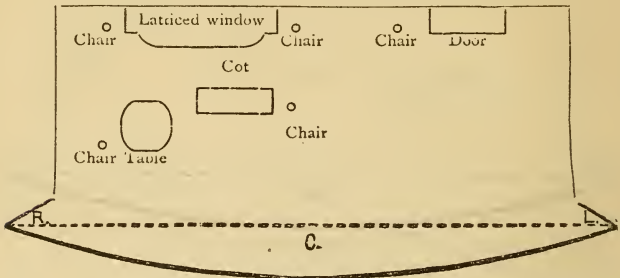 Latticed window
Chair Chair Chair Door
Cot
Chair
Chair Table
R. L.
C.